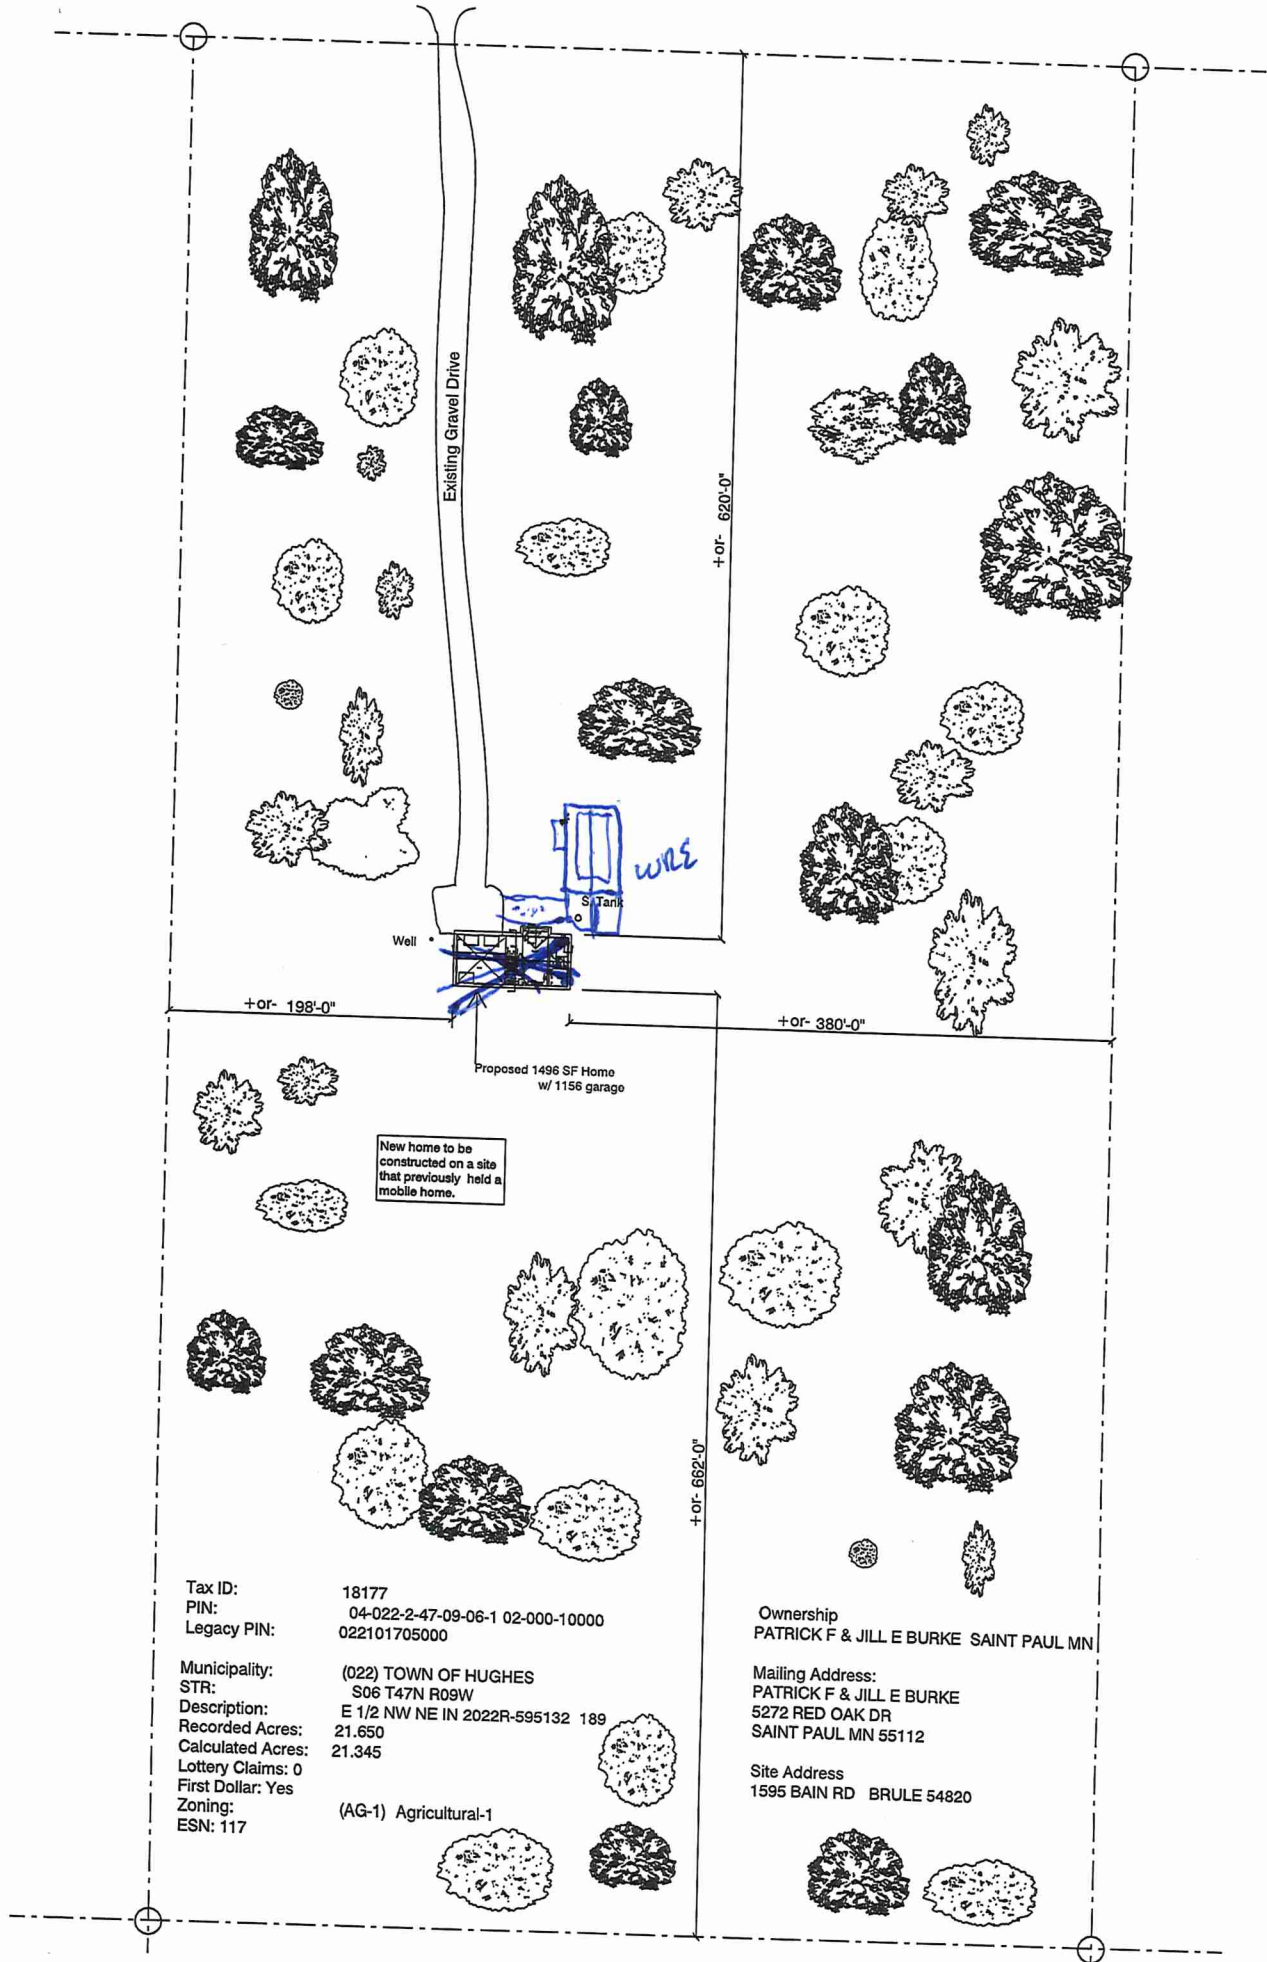 Existing Gravel Drive
+or- 620'-0"
S. Tank
Well
+or- 198'-0"
+or- 380'-0"
Proposed 1496 SF Home
w/ 1156 garage
New home to be
constructed on a site
that previously held a
mobile home.
+or- 662'-0"
Tax ID: 18177
PIN: 04-022-2-47-09-06-1 02-000-10000
Legacy PIN: 022101705000
Municipality: (022) TOWN OF HUGHES
STR: S06 T47N R09W
Description: E 1/2 NW NE IN 2022R-595132 189
Recorded Acres: 21.650
Calculated Acres: 21.345
Lottery Claims: 0
First Dollar: Yes
Zoning: (AG-1) Agricultural-1
ESN: 117
Ownership
PATRICK F & JILL E BURKE SAINT PAUL MN
Mailing Address:
PATRICK F & JILL E BURKE
5272 RED OAK DR
SAINT PAUL MN 55112
Site Address
1595 BAIN RD BRULE 54820